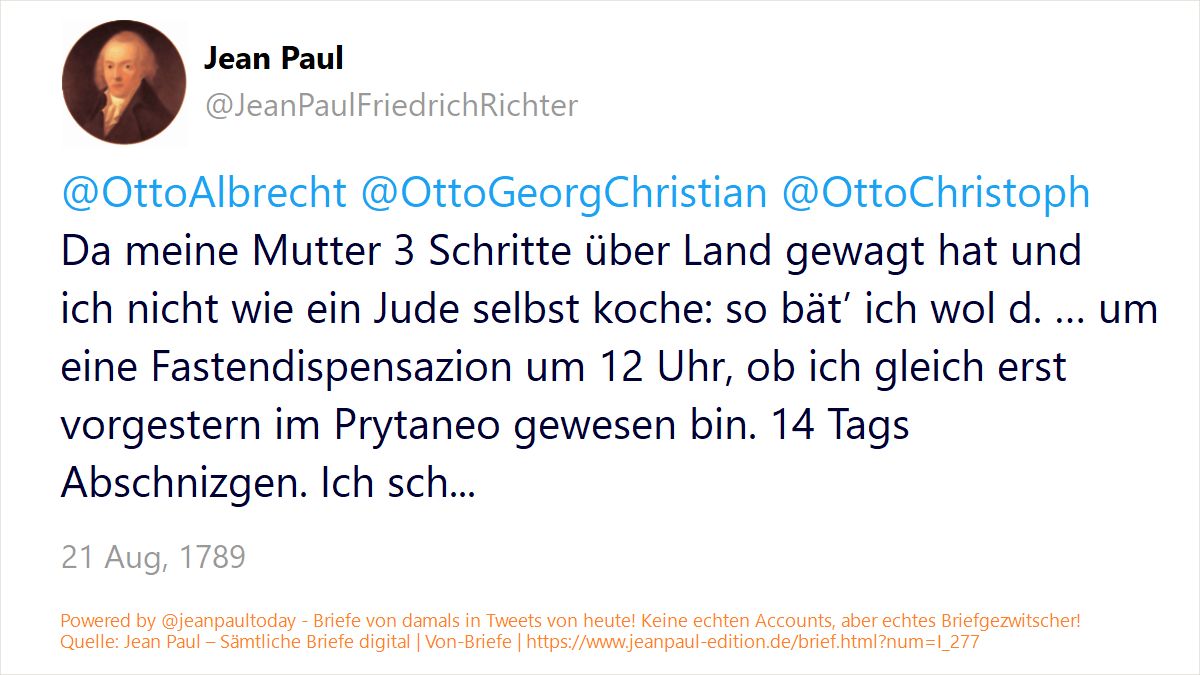 Jean Paul
@JeanPaulFriedrichRichter
@OttoAlbrecht @OttoGeorgChristian @OttoChristoph
Da meine Mutter 3 Schritte über Land gewagt hat und
ich nicht wie ein Jude selbst koche: so bät’ ich wol d. … um
eine Fastendispensazion um 12 Uhr, ob ich gleich erst
vorgestern im Prytaneo gewesen bin. 14 Tags
Abschnizgen. Ich sch...
21 Aug, 1789
Powered by @jeanpaultoday - Briefe von damals in Tweets von heute! Keine echten Accounts, aber echtes Briefgezwitscher!
Quelle: Jean Paul – Sämtliche Briefe digital | Von-Briefe | https://www.jeanpaul-edition.de/brief.html?num=I_277